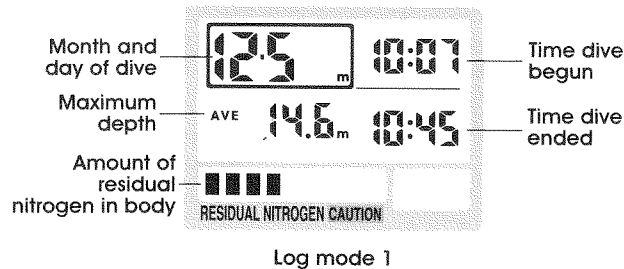 Month and
day of dive
12.5 m
10:07
Time dive
begun
Maximum
depth
AVE 14.6 m
10:45
Time dive
ended
Amount of
residual
nitrogen in body
RESIDUAL NITROGEN CAUTION
Log mode 1